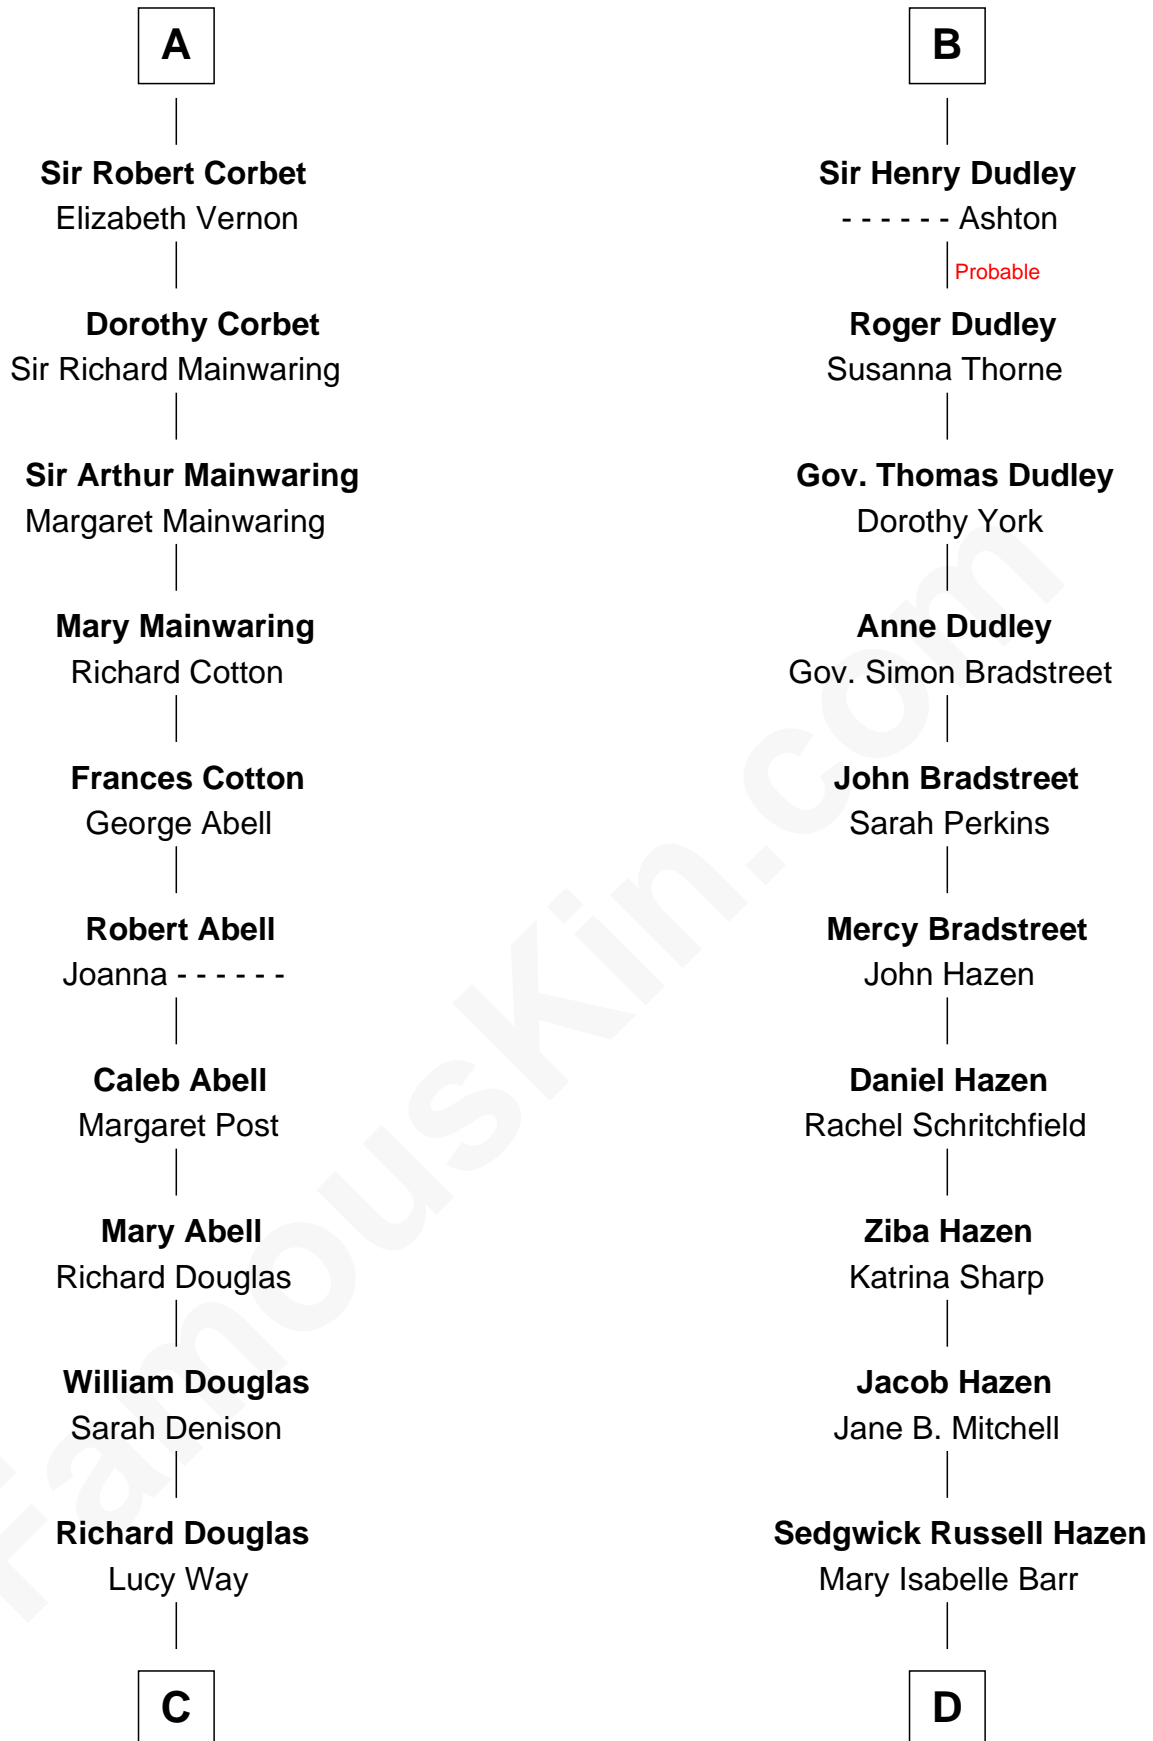 A
Sir Robert Corbet
Elizabeth Vernon
Dorothy Corbet
Sir Richard Mainwaring
Sir Arthur Mainwaring
Margaret Mainwaring
Mary Mainwaring
Richard Cotton
Frances Cotton
George Abell
Robert Abell
Joanna - - - - - -
Caleb Abell
Margaret Post
Mary Abell
Richard Douglas
William Douglas
Sarah Denison
Richard Douglas
Lucy Way
C
B
Sir Henry Dudley
- - - - - - Ashton
Probable
Roger Dudley
Susanna Thorne
Gov. Thomas Dudley
Dorothy York
Anne Dudley
Gov. Simon Bradstreet
John Bradstreet
Sarah Perkins
Mercy Bradstreet
John Hazen
Daniel Hazen
Rachel Schritchfield
Ziba Hazen
Katrina Sharp
Jacob Hazen
Jane B. Mitchell
Sedgwick Russell Hazen
Mary Isabelle Barr
D
FamousKin.com